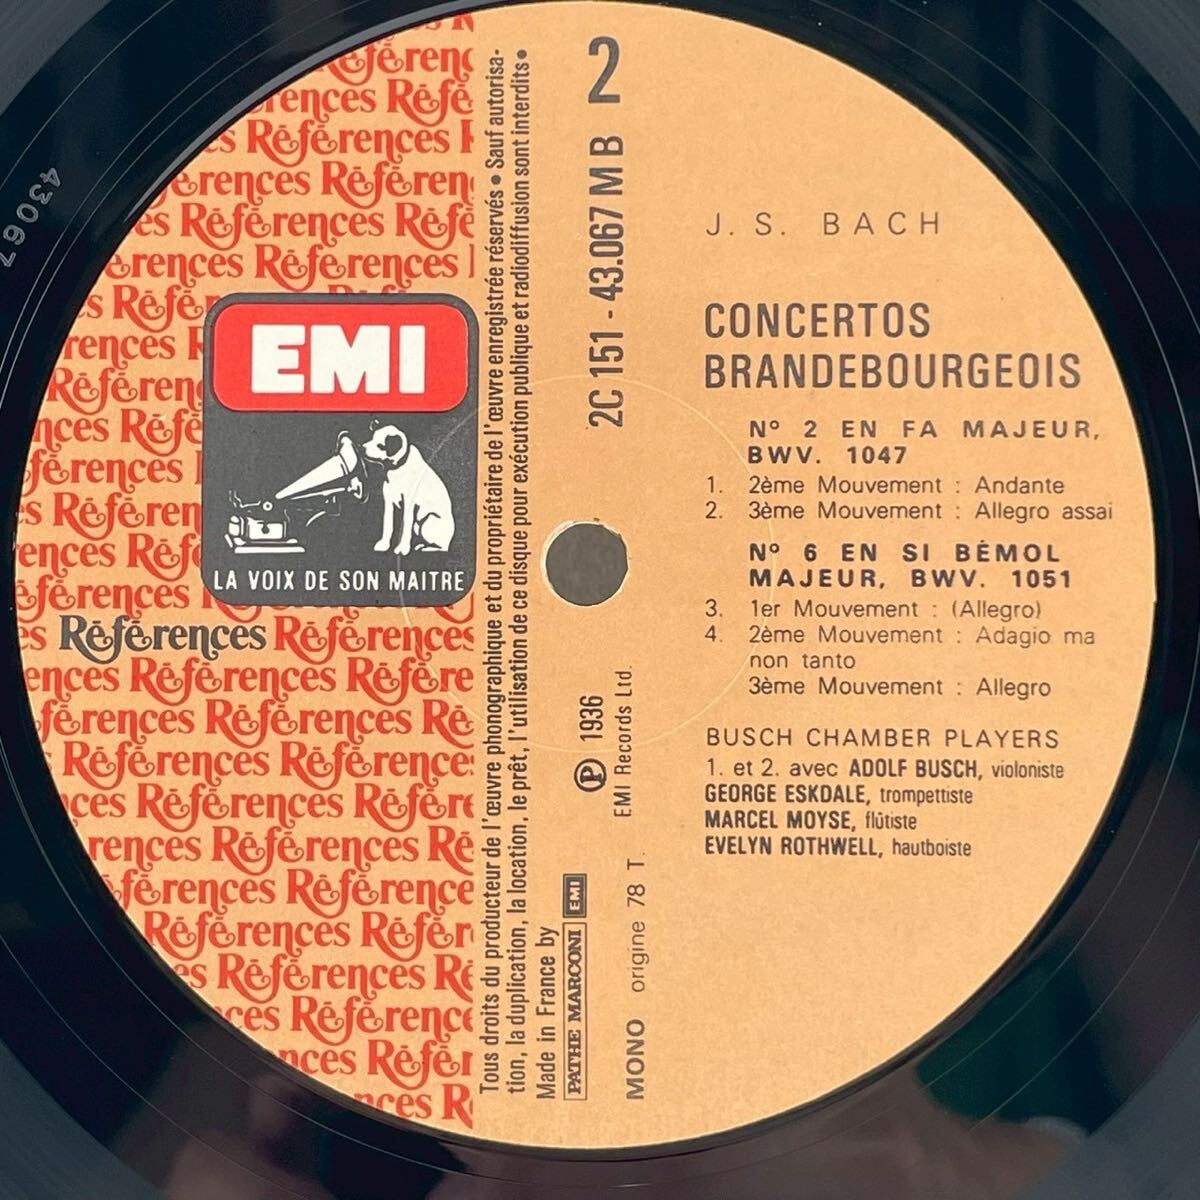 Références
EMI
LA VOIX DE SON MAITRE
Tous droits du producteur de l'œuvre phonographique et du propriétaire de l'œuvre enregistrée réservés • Sauf autorisa-
tion, la duplication, la location, le prêt, l'utilisation de ce disque pour exécution publique et radiodiffusion sont interdits •
Made in France by
PATHE MARCONI EMI
2
2C 151 - 43.067 M B
Ⓟ 1936
EMI Records Ltd.
MONO origine 78 T.
J. S. BACH
CONCERTOS
BRANDEBOURGEOIS
Nº 2 EN FA MAJEUR,
BWV. 1047
1. 2ème Mouvement : Andante
2. 3ème Mouvement : Allegro assai
Nº 6 EN SI BÉMOL
MAJEUR, BWV. 1051
3. 1er Mouvement : (Allegro)
4. 2ème Mouvement : Adagio ma
non tanto
3ème Mouvement : Allegro
BUSCH CHAMBER PLAYERS
1. et 2. avec ADOLF BUSCH, violoniste
GEORGE ESKDALE, trompettiste
MARCEL MOYSE, flûtiste
EVELYN ROTHWELL, hautboiste
43067